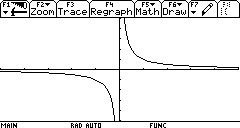 F1 F2 Zoom F3 Trace F4 Regraph F5 Math F6 Draw F7
MAIN RAD AUTO FUNC